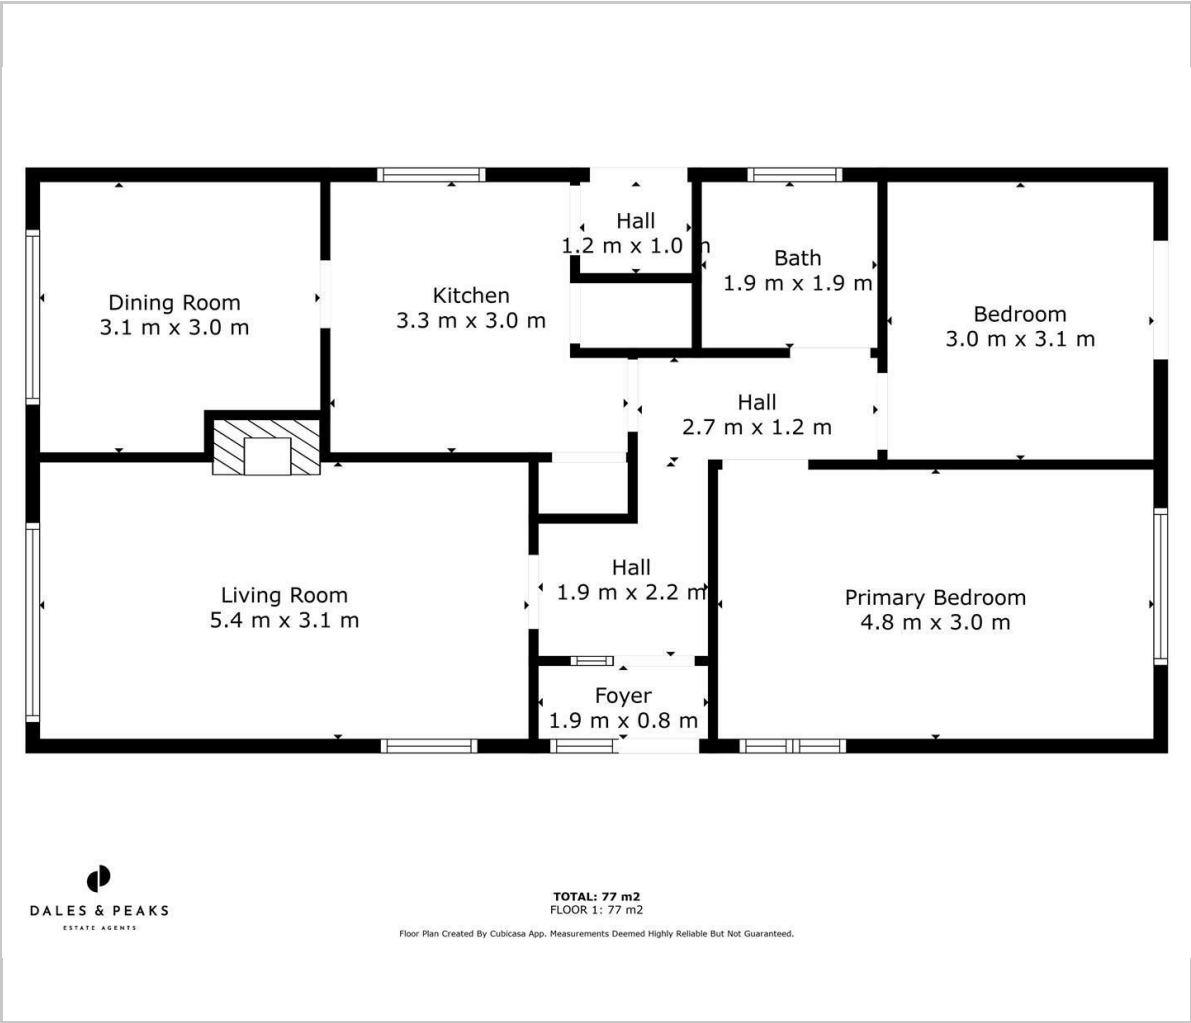 Hall
1.2 m x 1.0 m
Bath
1.9 m x 1.9 m
Dining Room
3.1 m x 3.0 m
Kitchen
3.3 m x 3.0 m
Bedroom
3.0 m x 3.1 m
Hall
2.7 m x 1.2 m
Living Room
5.4 m x 3.1 m
Hall
1.9 m x 2.2 m
Primary Bedroom
4.8 m x 3.0 m
Foyer
1.9 m x 0.8 m
DALES & PEAKS
ESTATE AGENTS
TOTAL: 77 m2
FLOOR 1: 77 m2
Floor Plan Created By Cubicasa App. Measurements Deemed Highly Reliable But Not Guaranteed.